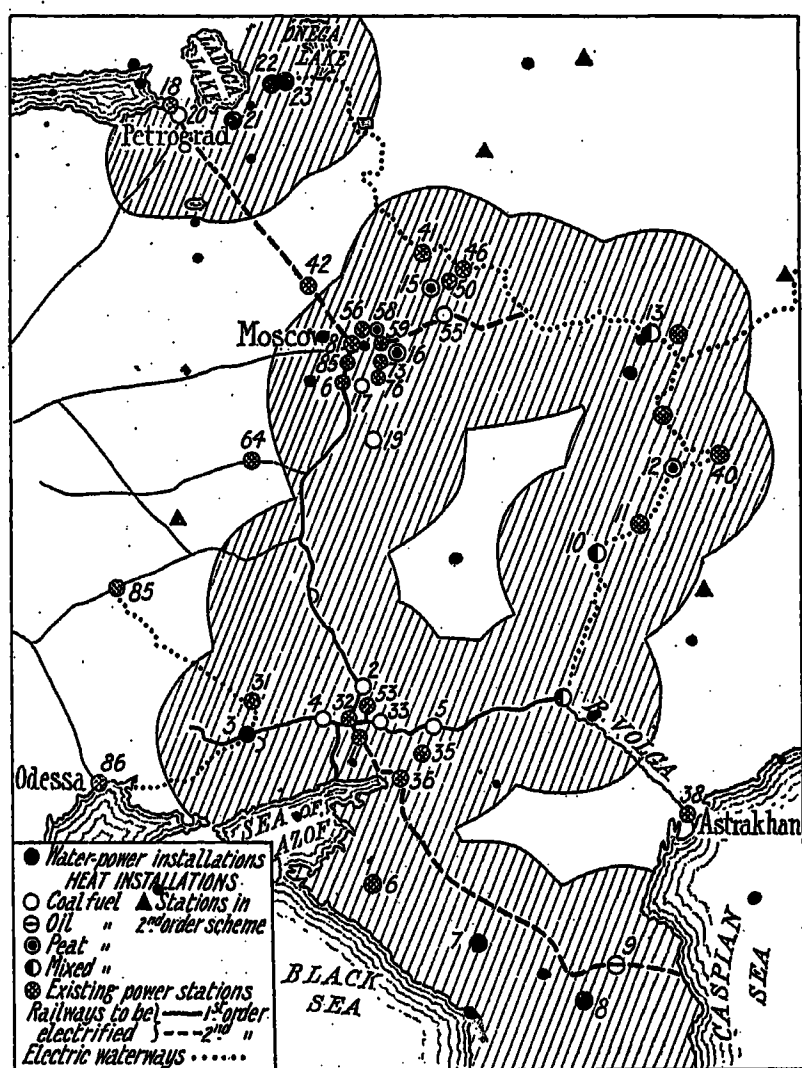 ONEGA
LAKE
LADOGA
LAKE
22
23
18
20
21
Petrograd
41
46
42
15
50
56
58
55
13
Moscow
8
59
16
85
73
6
76
17
64
19
12
40
11
10
85
2
31
53
4
32
33
5
3
R. VOLGA
35
86
Odessa
36
38
SEA OF
AZOF
Astrakhan
6
7
9
8
BLACK
SEA
CASPIAN
SEA
Water-power installations
HEAT INSTALLATIONS
Coal fuel Stations in
Oil " 2nd order scheme
Peat "
Mixed "
Existing power stations
Railways to be 1st order
electrified 2nd "
Electric waterways